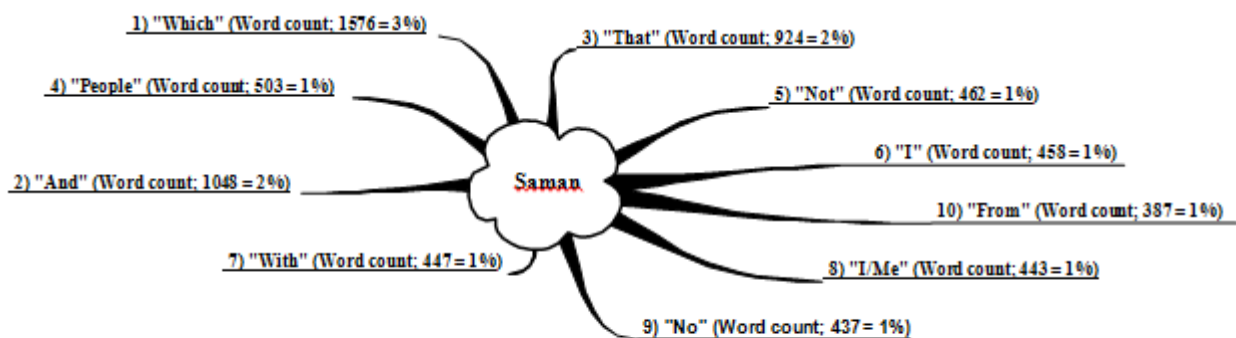 1) "Which" (Word count; 1576 = 3%)
3) "That" (Word count; 924 = 2%)
4) "People" (Word count; 503 = 1%)
5) "Not" (Word count; 462 = 1%)
6) "I" (Word count; 458 = 1%)
2) "And" (Word count; 1048 = 2%)
Saman
10) "From" (Word count; 387 = 1%)
7) "With" (Word count; 447 = 1%)
8) "I/Me" (Word count; 443 = 1%)
9) "No" (Word count; 437 = 1%)